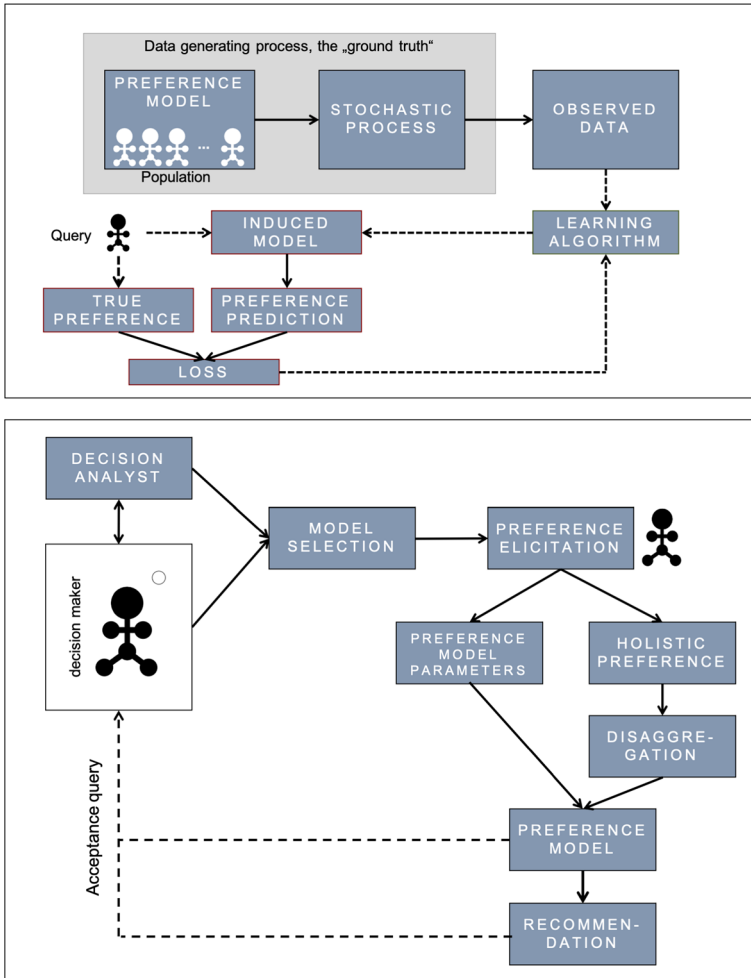 Data generating process, the „ground truth“
PREFERENCE
MODEL
...
Population
STOCHASTIC
PROCESS
OBSERVED
DATA
Query
INDUCED
MODEL
LEARNING
ALGORITHM
TRUE
PREFERENCE
PREFERENCE
PREDICTION
LOSS
DECISION
ANALYST
decision maker
MODEL
SELECTION
PREFERENCE
ELICITATION
PREFERENCE
MODEL
PARAMETERS
HOLISTIC
PREFERENCE
DISAGGRE-
GATION
Acceptance query
PREFERENCE
MODEL
RECOMMEN-
DATION